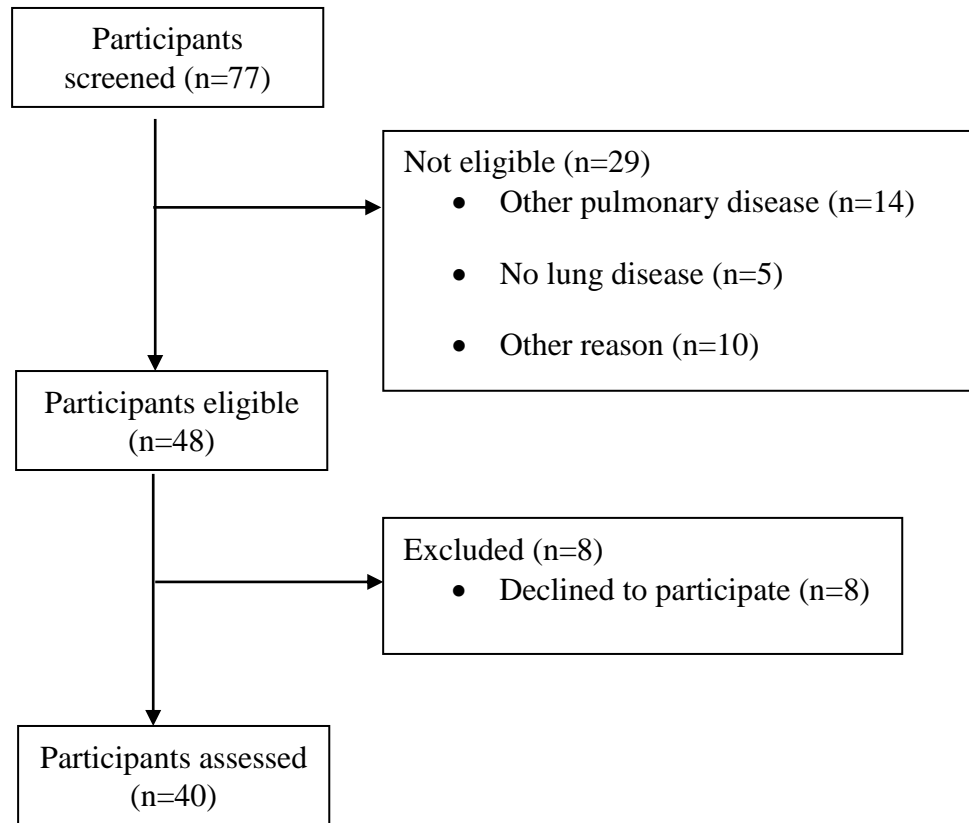 Participants
screened (n=77)
Not eligible (n=29)
• Other pulmonary disease (n=14)
• No lung disease (n=5)
• Other reason (n=10)
Participants eligible
(n=48)
Excluded (n=8)
• Declined to participate (n=8)
Participants assessed
(n=40)